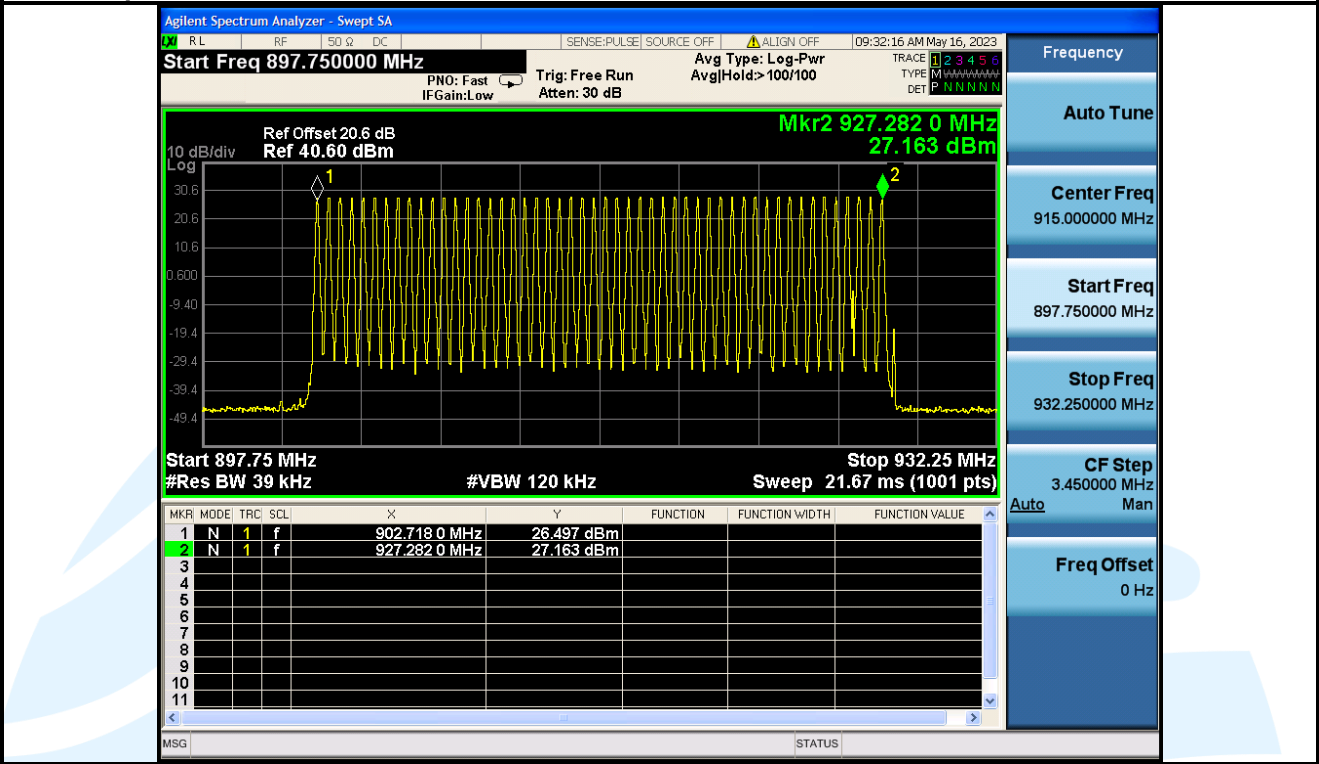 Agilent Spectrum Analyzer - Swept SA
LXI RL RF 50 Ω DC SENSE:PULSE SOURCE OFF ALIGN OFF 09:32:16 AM May 16, 2023
Start Freq 897.750000 MHz
PNO: Fast
IFGain:Low
Trig: Free Run
Atten: 30 dB
Avg Type: Log-Pwr
Avg|Hold:>100/100
TRACE 1 2 3 4 5 6
TYPE M WWWWW
DET P N N N N N
Mkr2 927.282 0 MHz
27.163 dBm
Ref Offset 20.6 dB
10 dB/div Ref 40.60 dBm
Log
30.6
20.6
10.6
0.600
-9.40
-19.4
-29.4
-39.4
-49.4
1
2
Start 897.75 MHz Stop 932.25 MHz
#Res BW 39 kHz #VBW 120 kHz Sweep 21.67 ms (1001 pts)
MKR MODE TRC SCL X Y FUNCTION FUNCTION WIDTH FUNCTION VALUE
1 N 1 f 902.718 0 MHz 26.497 dBm
2 N 1 f 927.282 0 MHz 27.163 dBm
3
4
5
6
7
8
9
10
11
MSG STATUS
Frequency
Auto Tune
Center Freq
915.000000 MHz
Start Freq
897.750000 MHz
Stop Freq
932.250000 MHz
CF Step
3.450000 MHz
Auto Man
Freq Offset
0 Hz